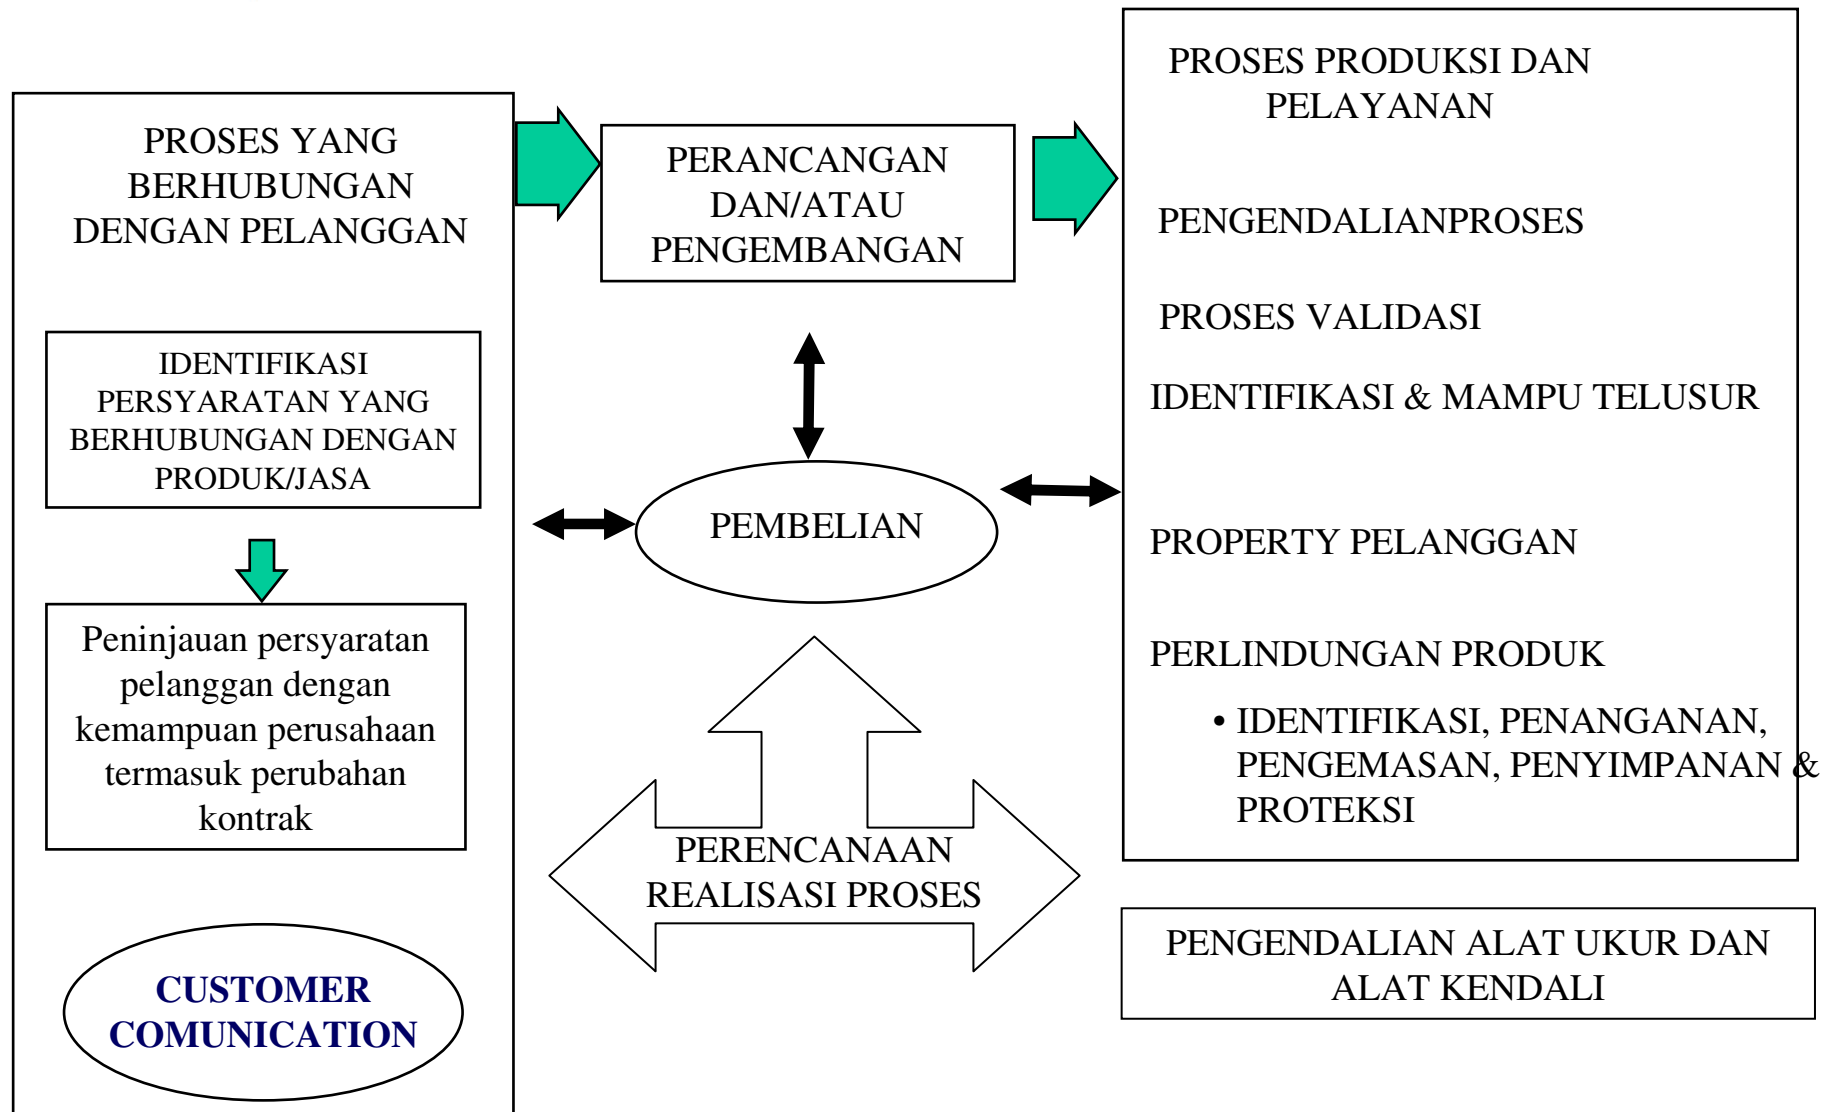 PROSES YANG
BERHUBUNGAN
DENGAN PELANGGAN
IDENTIFIKASI
PERSYARATAN YANG
BERHUBUNGAN DENGAN
PRODUK/JASA
Peninjauan persyaratan
pelanggan dengan
kemampuan perusahaan
termasuk perubahan
kontrak
CUSTOMER
COMUNICATION
PERANCANGAN
DAN/ATAU
PENGEMBANGAN
PEMBELIAN
PERENCANAAN
REALISASI PROSES
PROSES PRODUKSI DAN
PELAYANAN
PENGENDALIANPROSES
PROSES VALIDASI
IDENTIFIKASI & MAMPU TELUSUR
PROPERTY PELANGGAN
PERLINDUNGAN PRODUK
• IDENTIFIKASI, PENANGANAN,
PENGEMASAN, PENYIMPANAN &
PROTEKSI
PENGENDALIAN ALAT UKUR DAN
ALAT KENDALI